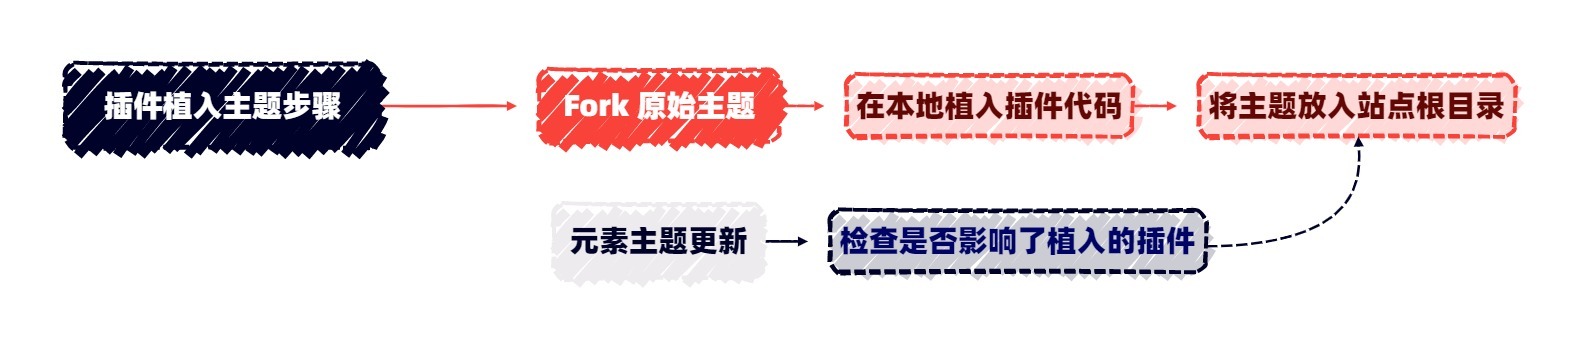 插件植入主题步骤
Fork 原始主题
在本地植入插件代码
将主题放入站点根目录
元素主题更新
检查是否影响了植入的插件